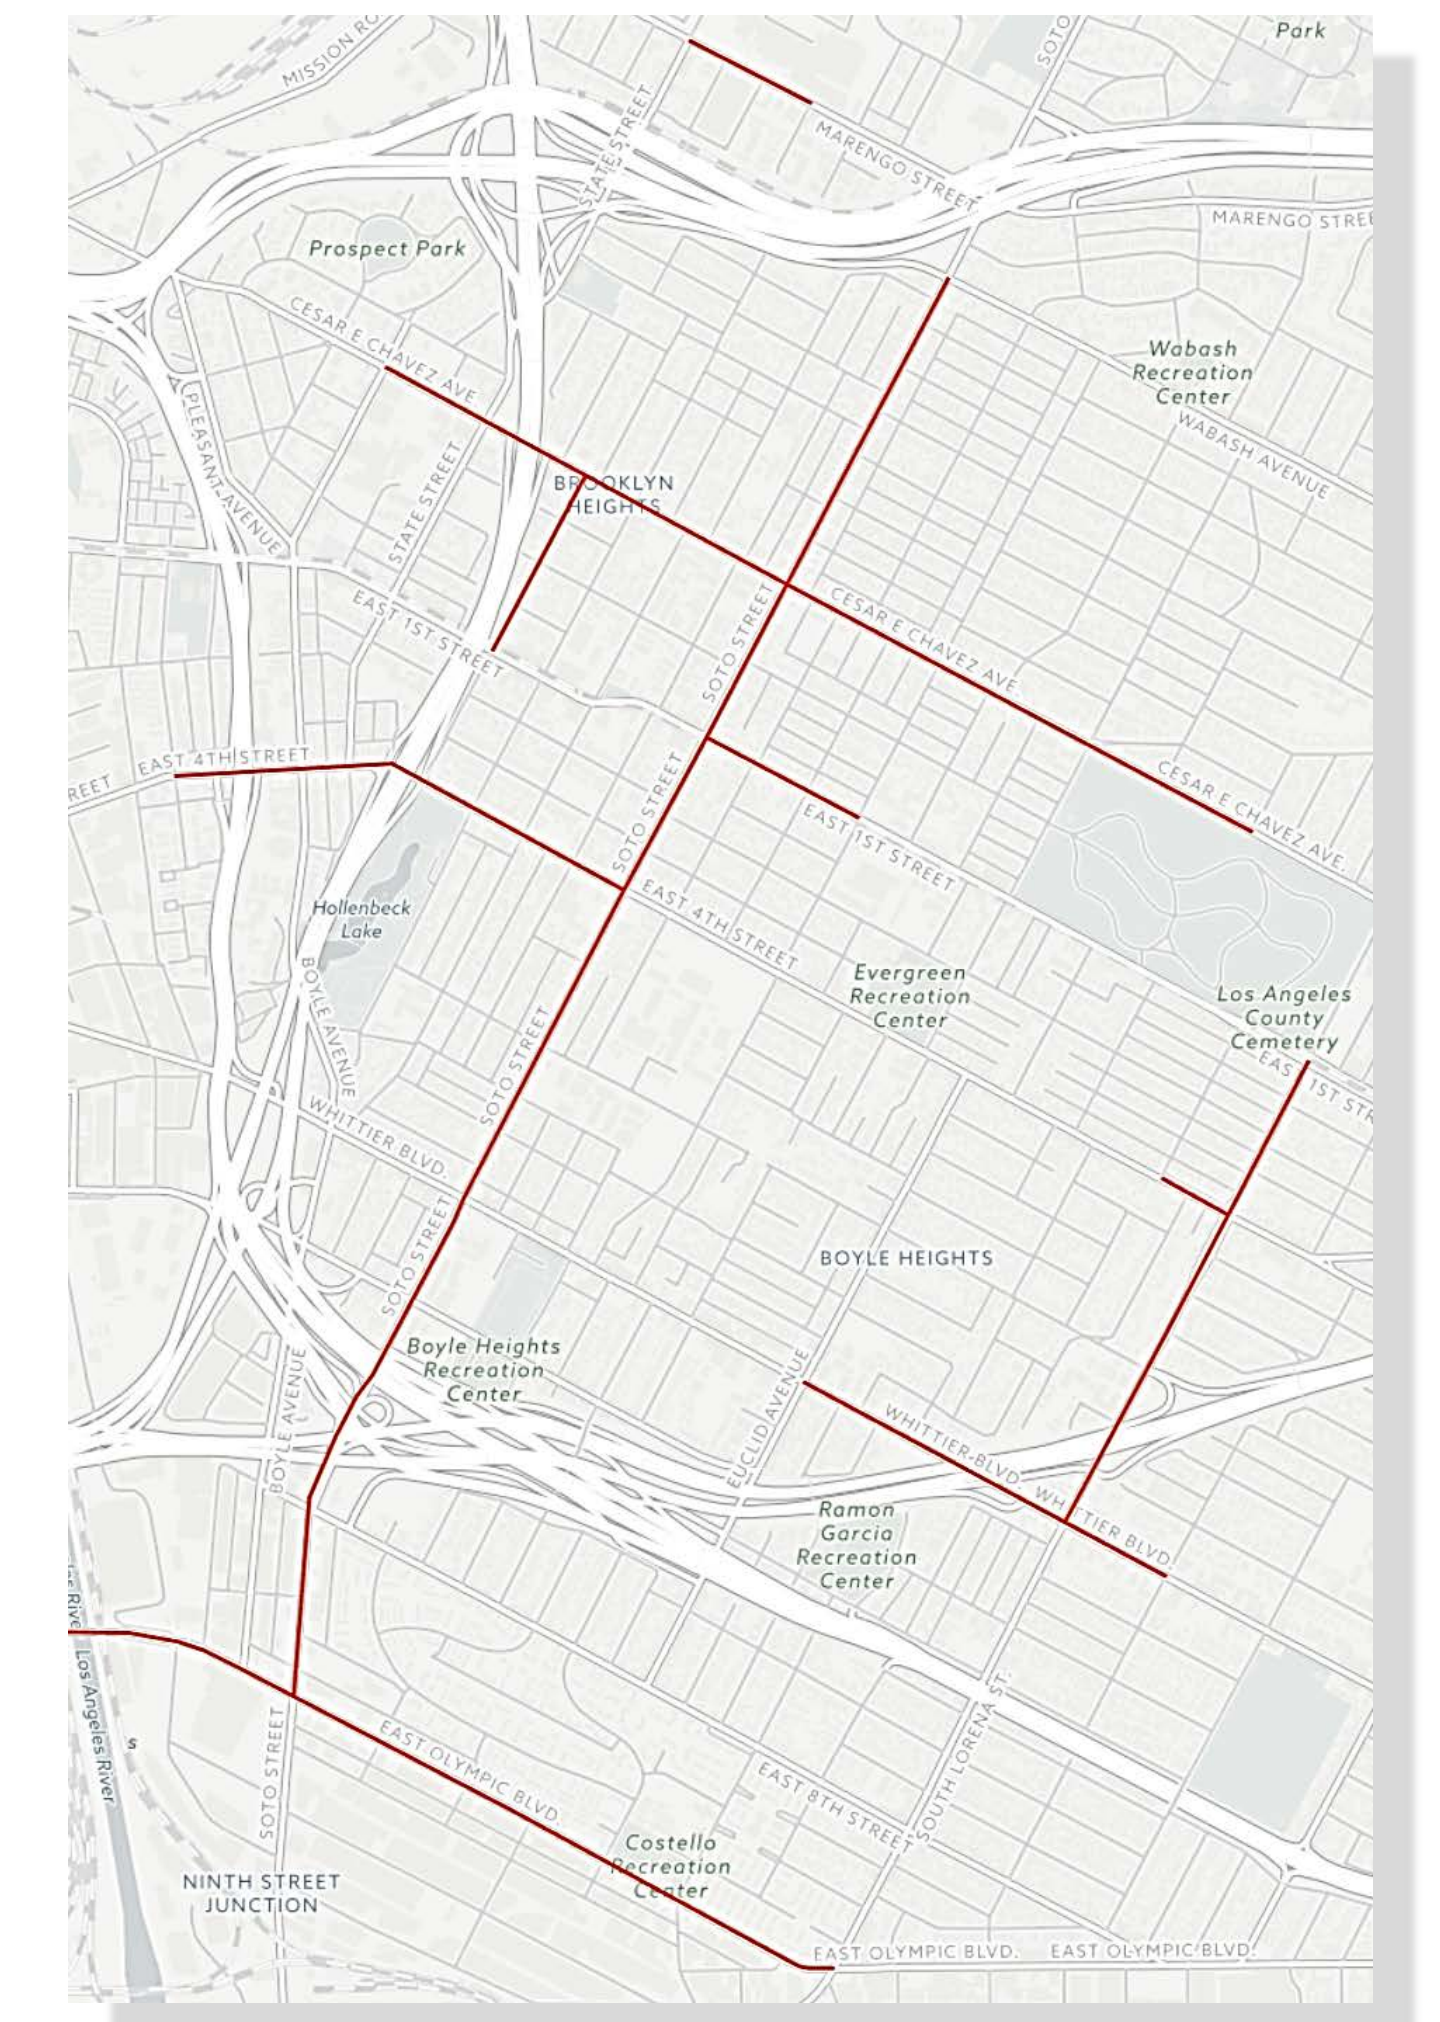 Park
SOTO
MISSION RO
STATE STREET
MARENGO STREET
MARENGO STREE
Prospect Park
CESAR E CHAVEZ AVE
Wabash
Recreation
Center
WABASH AVENUE
PLEASANT AVENUE
STATE STREET
BROOKLYN
HEIGHTS
EAST 1ST STREET
SOTO STREET
CESAR E CHAVEZ AVE.
EAST 4TH STREET
REET
SOTO STREET
CESAR E CHAVEZ AVE.
EAST 1ST STREET
EAST 4TH STREET
Hollenbeck
Lake
BOYLE AVENUE
Evergreen
Recreation
Center
Los Angeles
County
Cemetery
EAS 1ST STR
SOTO STREET
WHITTIER BLVD.
SOTO STREET
BOYLE HEIGHTS
Boyle Heights
Recreation
Center
BOYLE AVENUE
EUCLID AVENUE
WHITTIER BLVD.
WHITTIER BLVD.
Ramon
Garcia
Recreation
Center
les Rive
Los Angeles River
s
SOTO STREET
EAST OLYMPIC BLVD.
EAST 8TH STREET
SOUTH LORENA ST.
Costello
Recreation
Center
NINTH STREET
JUNCTION
EAST OLYMPIC BLVD.
EAST OLYMPIC BLVD.